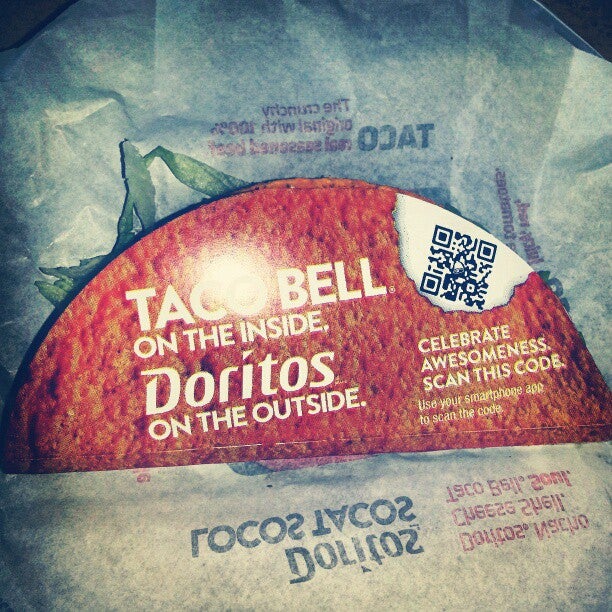 The crunchy
original with 100%
real seasoned beef
TACO
TACO BELL®
ON THE INSIDE.
Doritos
ON THE OUTSIDE.
CELEBRATE
AWESOMENESS.
SCAN THIS CODE.
Use your smartphone app
to scan the code.
Doritos
LOCOS TACOS
Doritos® Nacho
Cheese Shell.
Taco Bell® Soul.